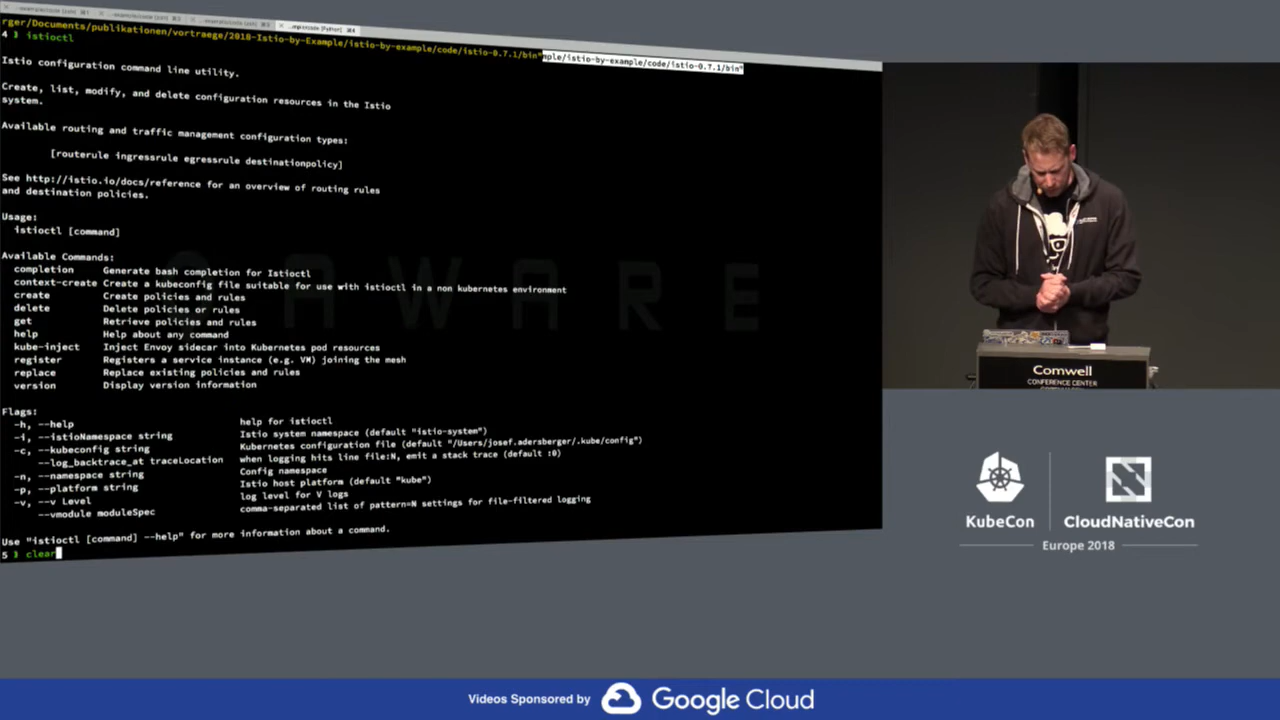 rger/Documents/publikationen/vortraege/2018-Istio-by-Example/istio-by-example/code/istio-0.7.1/bin"mple/istio-by-example/code/istio-0.7.1/bin"
4 ❯ istioctl
Istio configuration command line utility.
Create, list, modify, and delete configuration resources in the Istio
system.
Available routing and traffic management configuration types:
[routerule ingressrule egressrule destinationpolicy]
See http://istio.io/docs/reference for an overview of routing rules
and destination policies.
Usage:
istioctl [command]
Available Commands:
completion Generate bash completion for Istioctl
context-create Create a kubeconfig file suitable for use with istioctl in a non kubernetes environment
create Create policies and rules
delete Delete policies or rules
get Retrieve policies and rules
help Help about any command
kube-inject Inject Envoy sidecar into Kubernetes pod resources
register Registers a service instance (e.g. VM) joining the mesh
replace Replace existing policies and rules
version Display version information
Flags:
-h, --help help for istioctl
-i, --istioNamespace string Istio system namespace (default "istio-system")
-c, --kubeconfig string Kubernetes configuration file (default "/Users/josef.adersberger/.kube/config")
--log_backtrace_at traceLocation when logging hits line file:N, emit a stack trace (default :0)
-n, --namespace string Config namespace
-p, --platform string Istio host platform (default "kube")
-v, --v Level log level for V logs
--vmodule moduleSpec comma-separated list of pattern=N settings for file-filtered logging
Use "istioctl [command] --help" for more information about a command.
5 ❯ clear
AWARE
Comwell
CONFERENCE CENTER
KubeCon
CloudNativeCon
Europe 2018
Videos Sponsored by Google Cloud